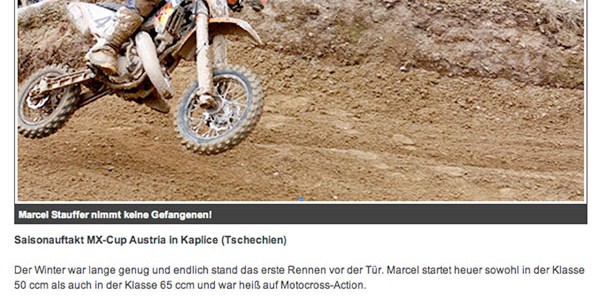 Marcel Stauffer nimmt keine Gefangenen!
Saisonauftakt MX-Cup Austria in Kaplice (Tschechien)
Der Winter war lange genug und endlich stand das erste Rennen vor der Tür. Marcel startet heuer sowohl in der Klasse
50 ccm als auch in der Klasse 65 ccm und war heiß auf Motocross-Action.